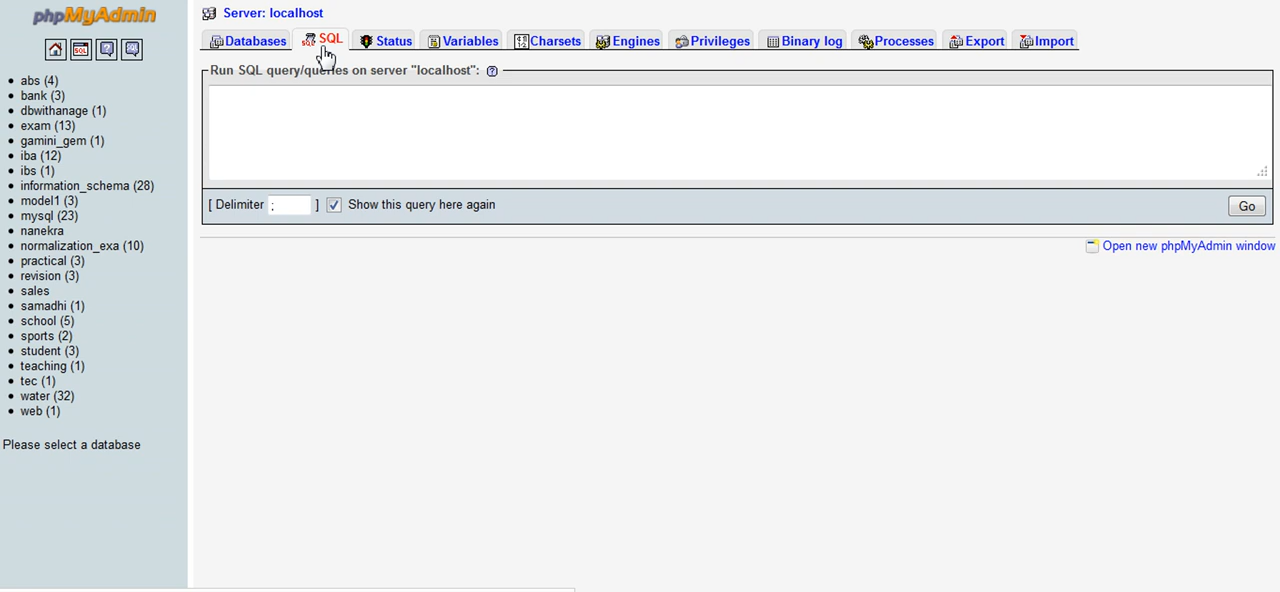 phpMyAdmin
SQL
SQL
abs (4)
bank (3)
dbwithanage (1)
exam (13)
gamini_gem (1)
iba (12)
ibs (1)
information_schema (28)
model1 (3)
mysql (23)
nanekra
normalization_exa (10)
practical (3)
revision (3)
sales
samadhi (1)
school (5)
sports (2)
student (3)
teaching (1)
tec (1)
water (32)
web (1)
Please select a database
Server: localhost
Databases SQL Status Variables Charsets Engines Privileges Binary log Processes Export Import
Run SQL query/queries on server "localhost":
[ Delimiter ; ] Show this query here again Go
Open new phpMyAdmin window